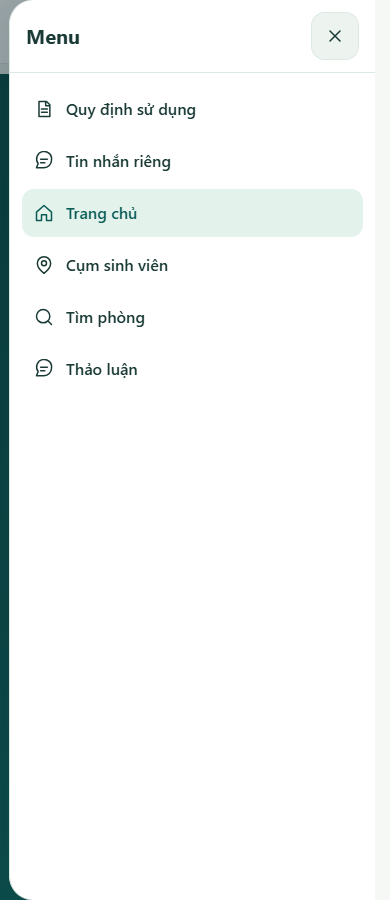 Menu
Quy định sử dụng
Tin nhắn riêng
Trang chủ
Cụm sinh viên
Tìm phòng
Thảo luận